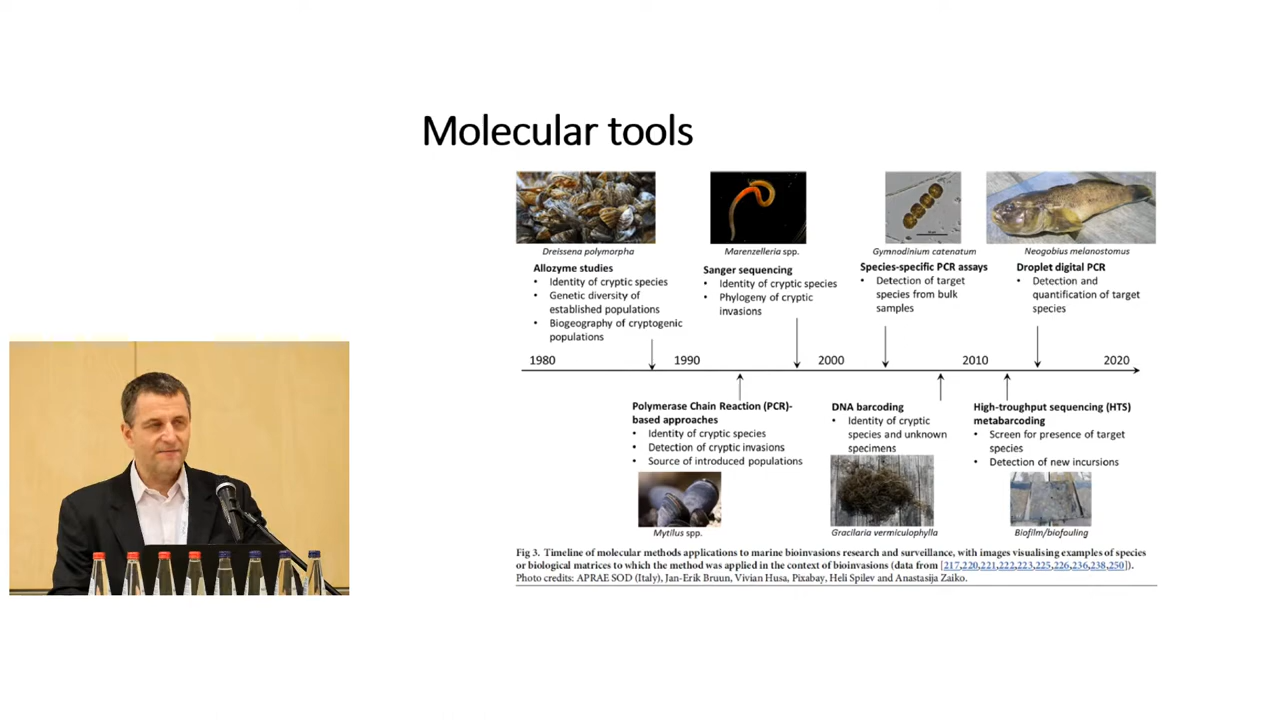 Molecular tools
Dreissena polymorpha
Marenzelleria spp.
Gymnodinium catenatum
Neogobius melanostomus
Allozyme studies
• Identity of cryptic species
• Genetic diversity of
established populations
• Biogeography of cryptogenic
populations
Sanger sequencing
• Identity of cryptic species
• Phylogeny of cryptic
invasions
Species-specific PCR assays
• Detection of target
species from bulk
samples
Droplet digital PCR
• Detection and
quantification of target
species
1980
1990
2000
2010
2020
Polymerase Chain Reaction (PCR)-
based approaches
• Identity of cryptic species
• Detection of cryptic invasions
• Source of introduced populations
Mytilus spp.
DNA barcoding
• Identity of cryptic
species and unknown
specimens
Gracilaria vermiculophylla
High-troughput sequencing (HTS)
metabarcoding
• Screen for presence of target
species
• Detection of new incursions
Biofilm/biofouling
Fig 3. Timeline of molecular methods applications to marine bioinvasions research and surveillance, with images visualising examples of species
or biological matrices to which the method was applied in the context of bioinvasions (data from [217,220,221,222,223,225,226,236,238,250]).
Photo credits: APRAE SOD (Italy), Jan-Erik Bruun, Vivian Husa, Pixabay, Heli Spilev and Anastasija Zaiko.